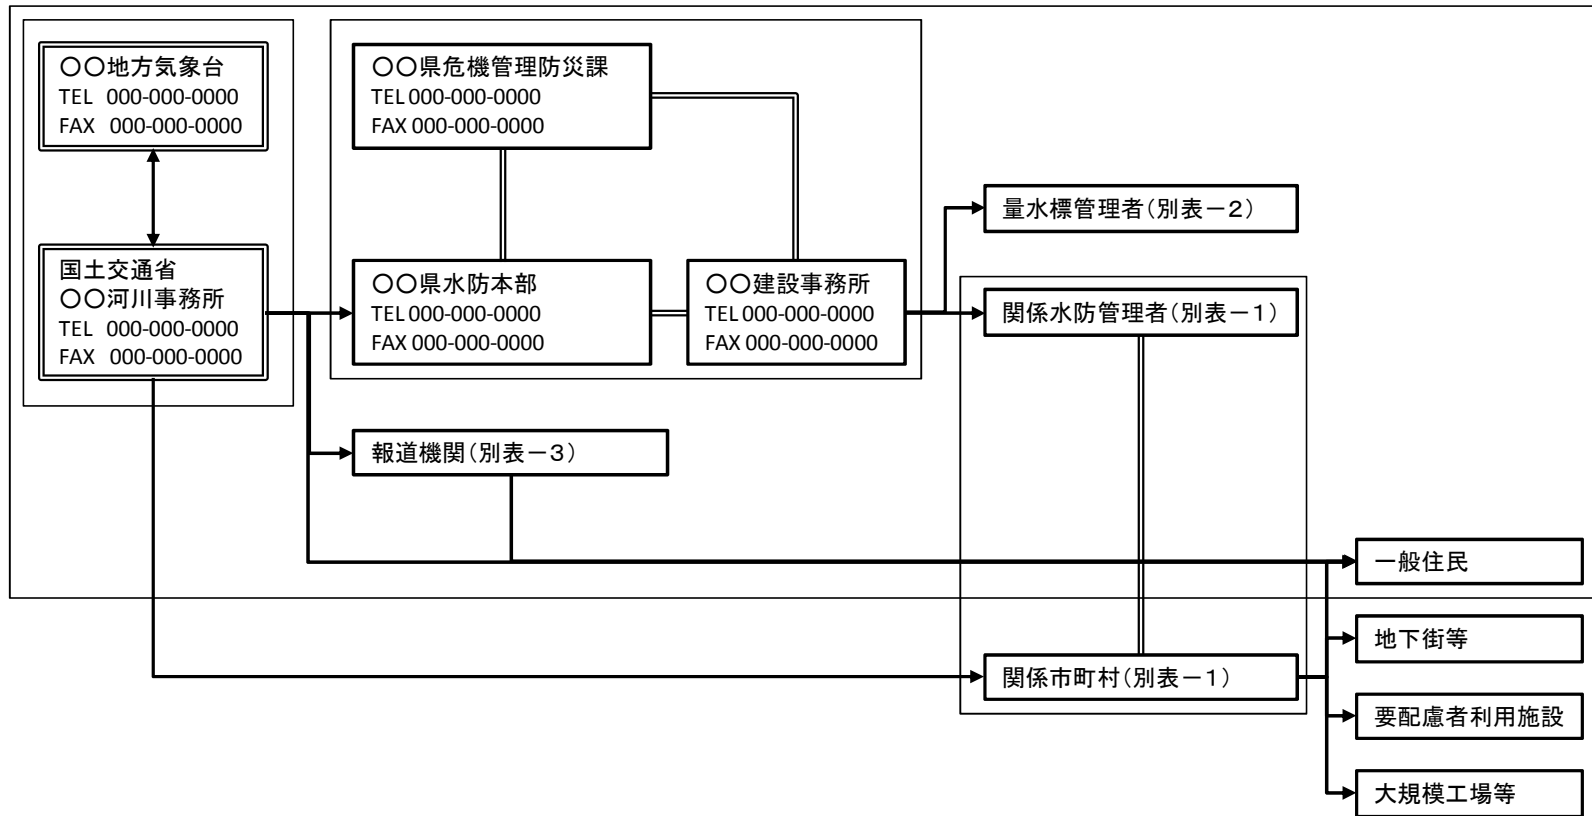 〇〇地方気象台
TEL 000-000-0000
FAX 000-000-0000
〇〇県危機管理防災課
TEL 000-000-0000
FAX 000-000-0000
量水標管理者(別表－2)
国土交通省
〇〇河川事務所
TEL 000-000-0000
FAX 000-000-0000
〇〇県水防本部
TEL 000-000-0000
FAX 000-000-0000
〇〇建設事務所
TEL 000-000-0000
FAX 000-000-0000
関係水防管理者(別表－1)
報道機関(別表－3)
一般住民
地下街等
関係市町村(別表－1)
要配慮者利用施設
大規模工場等